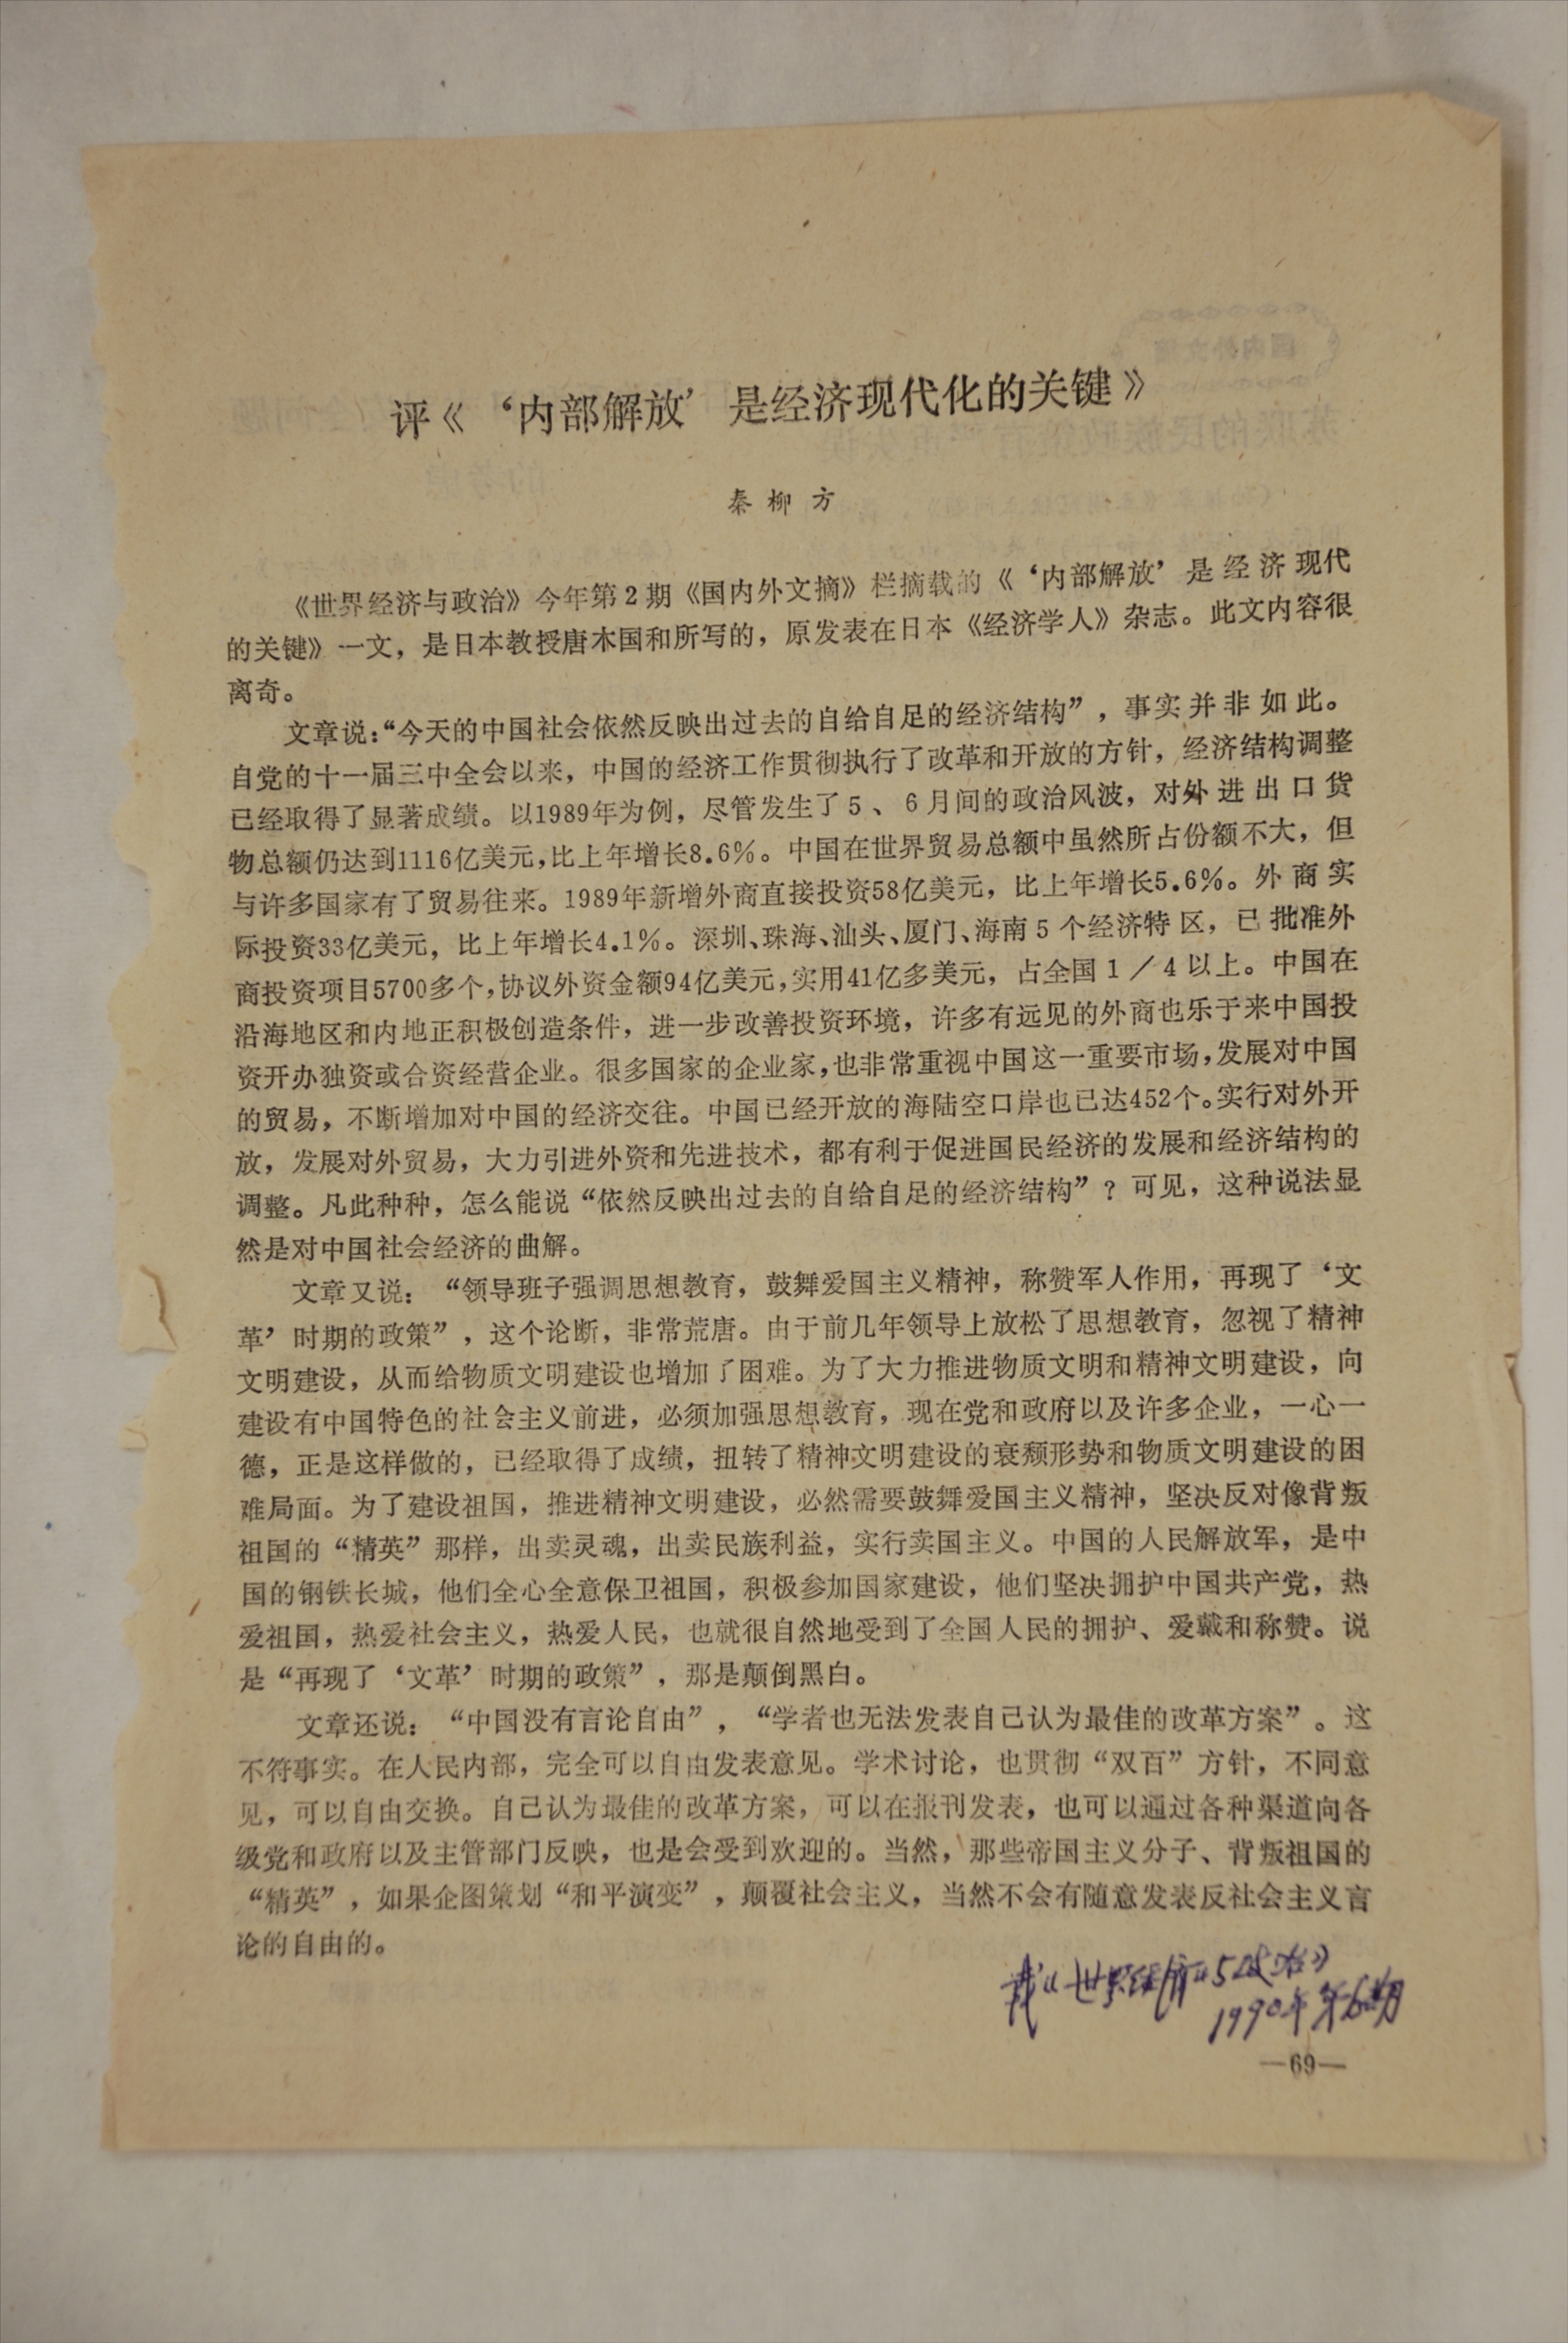 评《‘内部解放’是经济现代化的关键》
秦柳方
《世界经济与政治》今年第2期《国内外文摘》栏摘载的《‘内部解放’是经济现代
的关键》一文，是日本教授唐木国和所写的，原发表在日本《经济学人》杂志。此文内容很
离奇。
文章说：“今天的中国社会依然反映出过去的自给自足的经济结构”，事实并非如此。
自党的十一届三中全会以来，中国的经济工作贯彻执行了改革和开放的方针，经济结构调整
已经取得了显著成绩。以1989年为例，尽管发生了5、6月间的政治风波，对外进出口货
物总额仍达到1116亿美元，比上年增长8.6%。中国在世界贸易总额中虽然所占份额不大，但
与许多国家有了贸易往来。1989年新增外商直接投资58亿美元，比上年增长5.6%。外商实
际投资33亿美元，比上年增长4.1%。深圳、珠海、汕头、厦门、海南5个经济特区，已批准外
商投资项目5700多个，协议外资金额94亿美元，实用41亿多美元，占全国1／4以上。中国在
沿海地区和内地正积极创造条件，进一步改善投资环境，许多有远见的外商也乐于来中国投
资开办独资或合资经营企业。很多国家的企业家，也非常重视中国这一重要市场，发展对中国
的贸易，不断增加对中国的经济交往。中国已经开放的海陆空口岸也已达452个。实行对外开
放，发展对外贸易，大力引进外资和先进技术，都有利于促进国民经济的发展和经济结构的
调整。凡此种种，怎么能说“依然反映出过去的自给自足的经济结构”？可见，这种说法显
然是对中国社会经济的曲解。
文章又说：“领导班子强调思想教育，鼓舞爱国主义精神，称赞军人作用，再现了‘文
革’时期的政策”，这个论断，非常荒唐。由于前几年领导上放松了思想教育，忽视了精神
文明建设，从而给物质文明建设也增加了困难。为了大力推进物质文明和精神文明建设，向
建设有中国特色的社会主义前进，必须加强思想教育，现在党和政府以及许多企业，一心一
德，正是这样做的，已经取得了成绩，扭转了精神文明建设的衰颓形势和物质文明建设的困
难局面。为了建设祖国，推进精神文明建设，必然需要鼓舞爱国主义精神，坚决反对像背叛
祖国的“精英”那样，出卖灵魂，出卖民族利益，实行卖国主义。中国的人民解放军，是中
国的钢铁长城，他们全心全意保卫祖国，积极参加国家建设，他们坚决拥护中国共产党，热
爱祖国，热爱社会主义，热爱人民，也就很自然地受到了全国人民的拥护、爱戴和称赞。说
是“再现了‘文革’时期的政策”，那是颠倒黑白。
文章还说：“中国没有言论自由”，“学者也无法发表自己认为最佳的改革方案”。这
不符事实。在人民内部，完全可以自由发表意见。学术讨论，也贯彻“双百”方针，不同意
见，可以自由交换。自己认为最佳的改革方案，可以在报刊发表，也可以通过各种渠道向各
级党和政府以及主管部门反映，也是会受到欢迎的。当然，那些帝国主义分子、背叛祖国的
“精英”，如果企图策划“和平演变”，颠覆社会主义，当然不会有随意发表反社会主义言
论的自由的。
载《世界经济与政治》
1990年第6期
—69—